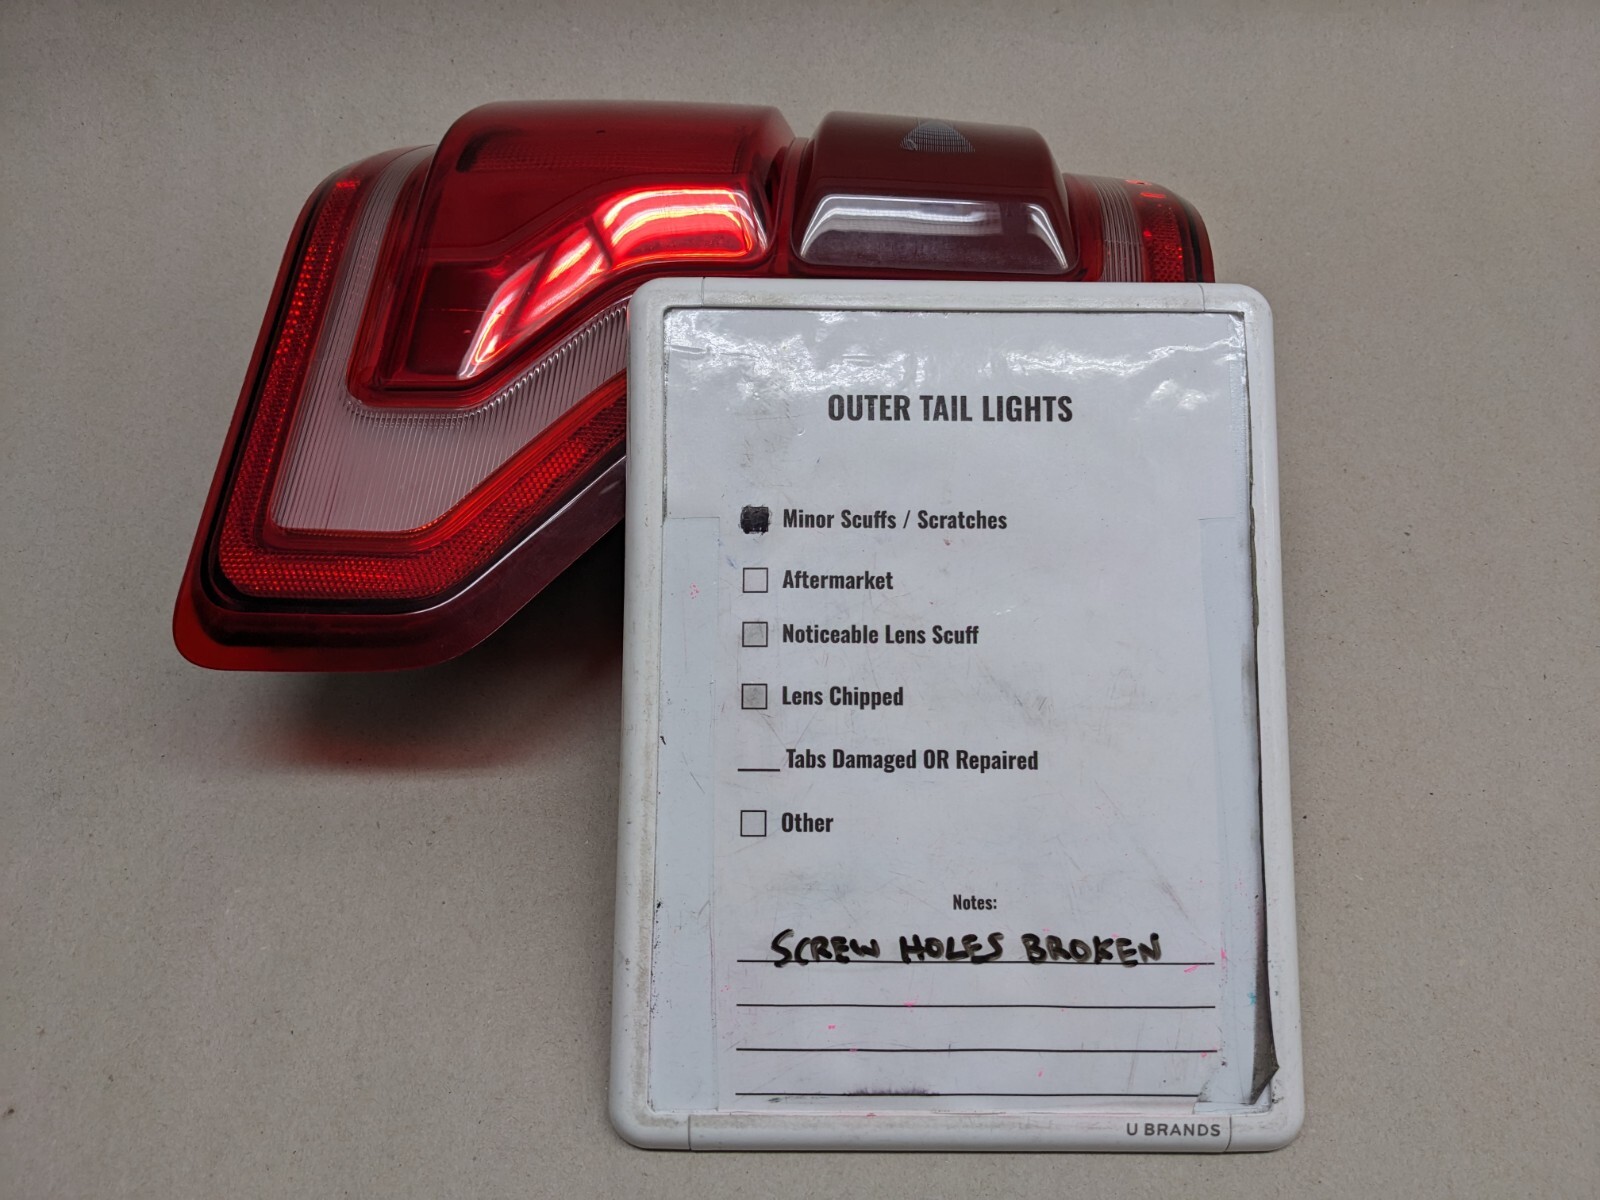 OUTER TAIL LIGHTS
Minor Scuffs / Scratches
Aftermarket
Noticeable Lens Scuff
Lens Chipped
Tabs Damaged OR Repaired
Other
Notes:
SCREW HOLES BROKEN
U BRANDS